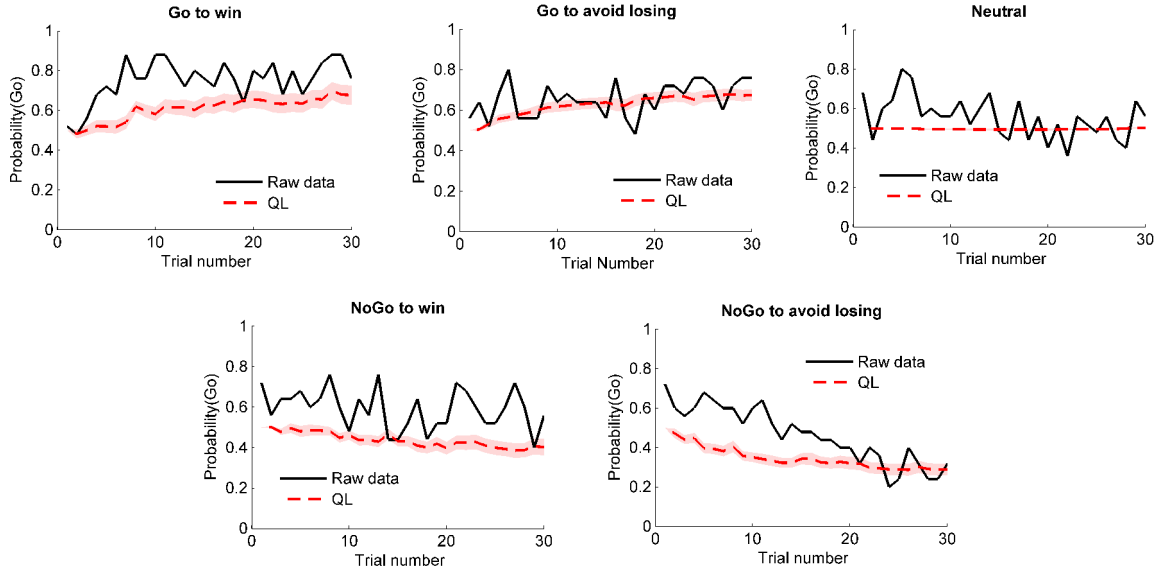 Go to win
Probability(Go)
1
0.8
0.6
0.4
0.2
0
0
10
20
30
Trial number
Raw data
QL
Go to avoid losing
Probability(Go)
1
0.8
0.6
0.4
0.2
0
0
10
20
30
Trial Number
Raw data
QL
Neutral
Probability(Go)
1
0.8
0.6
0.4
0.2
0
0
10
20
30
Trial number
Raw data
QL
NoGo to win
Probability(Go)
1
0.8
0.6
0.4
0.2
0
0
10
20
30
Trial number
Raw data
QL
NoGo to avoid losing
Probability(Go)
1
0.8
0.6
0.4
0.2
0
0
10
20
30
Trial number
Raw data
QL